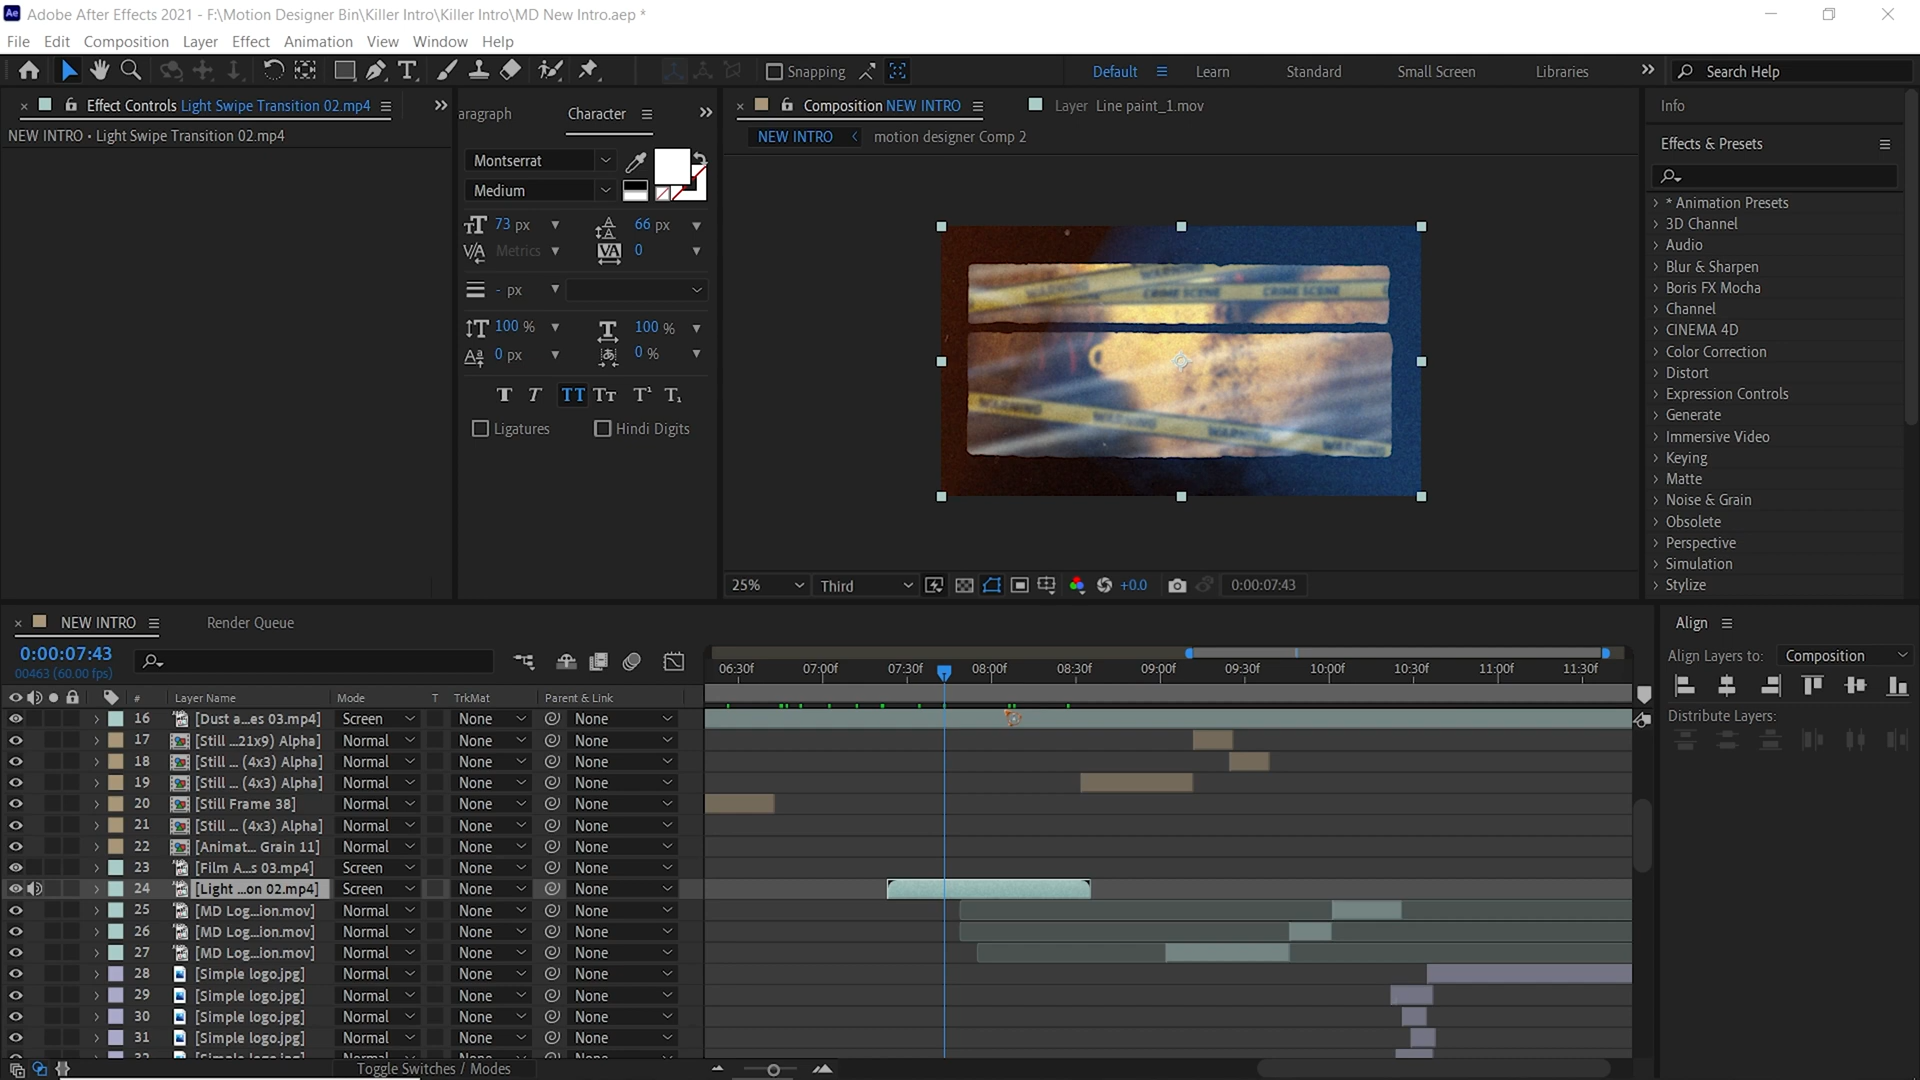 Ae Adobe After Effects 2021 - F:\Motion Designer Bin\Killer Intro\Killer Intro\MD New Intro.aep *
File Edit Composition Layer Effect Animation View Window Help
Snapping
Default Learn Standard Small Screen Libraries Search Help
Effect Controls Light Swipe Transition 02.mp4
NEW INTRO • Light Swipe Transition 02.mp4
aragraph Character
Montserrat
Medium
73 px 66 px
Metrics 0
- px
100 % 100 %
0 px 0 %
Ligatures Hindi Digits
Composition NEW INTRO Layer Line paint_1.mov
NEW INTRO motion designer Comp 2
WARNING
WARNING CRIME SCENE CRIME SCENE
WARNING WARNING WARNING
25% Third +0.0 0:00:07:43
Info
Effects & Presets
* Animation Presets
3D Channel
Audio
Blur & Sharpen
Boris FX Mocha
Channel
CINEMA 4D
Color Correction
Distort
Expression Controls
Generate
Immersive Video
Keying
Matte
Noise & Grain
Obsolete
Perspective
Simulation
Stylize
NEW INTRO Render Queue
0:00:07:43
00463 (60.00 fps)
06:30f 07:00f 07:30f 08:00f 08:30f 09:00f 09:30f 10:00f 10:30f 11:00f 11:30f
# Layer Name Mode T TrkMat Parent & Link
16 [Dust a...es 03.mp4] Screen None None
17 [Still ...21x9) Alpha] Normal None None
18 [Still ... (4x3) Alpha] Normal None None
19 [Still ... (4x3) Alpha] Normal None None
20 [Still Frame 38] Normal None None
21 [Still ... (4x3) Alpha] Normal None None
22 [Animat... Grain 11] Normal None None
23 [Film A...s 03.mp4] Screen None None
24 [Light ...on 02.mp4] Screen None None
25 [MD Log...ion.mov] Normal None None
26 [MD Log...ion.mov] Normal None None
27 [MD Log...ion.mov] Normal None None
28 [Simple logo.jpg] Normal None None
29 [Simple logo.jpg] Normal None None
30 [Simple logo.jpg] Normal None None
31 [Simple logo.jpg] Normal None None
Toggle Switches / Modes
Align
Align Layers to: Composition
Distribute Layers: